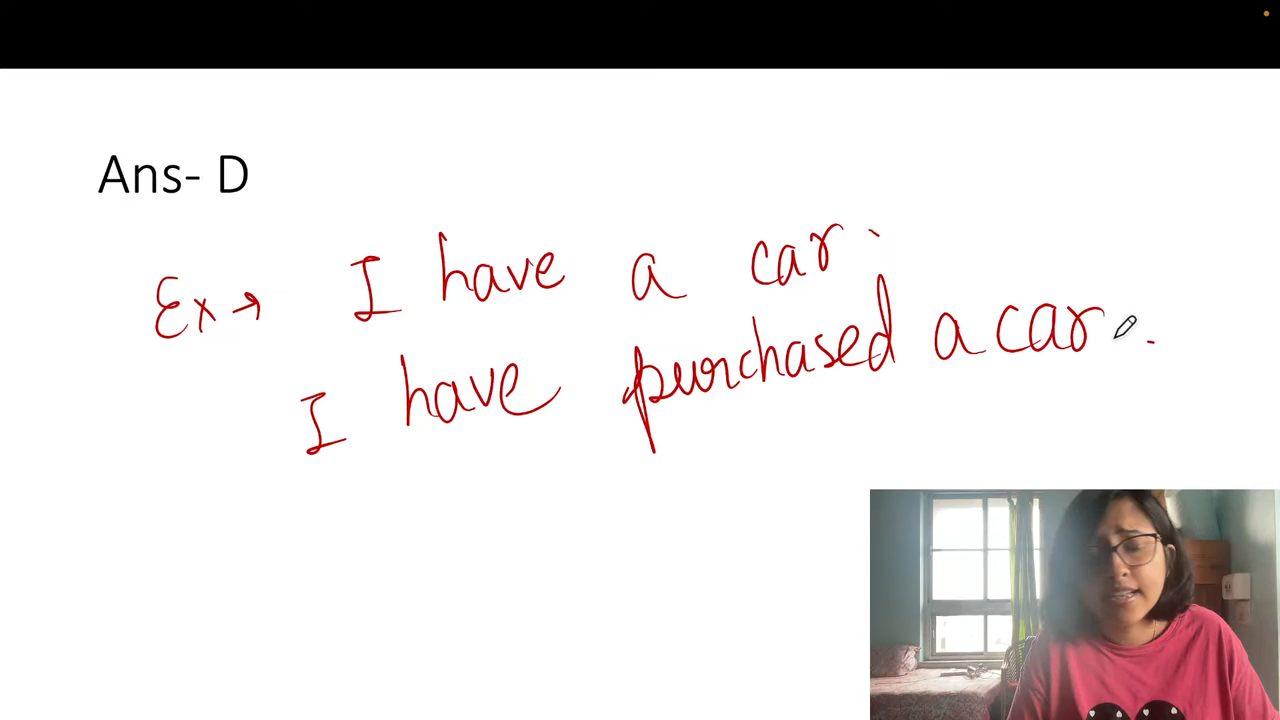 Ans- D
Ex → I have a car.
I have purchased a car.